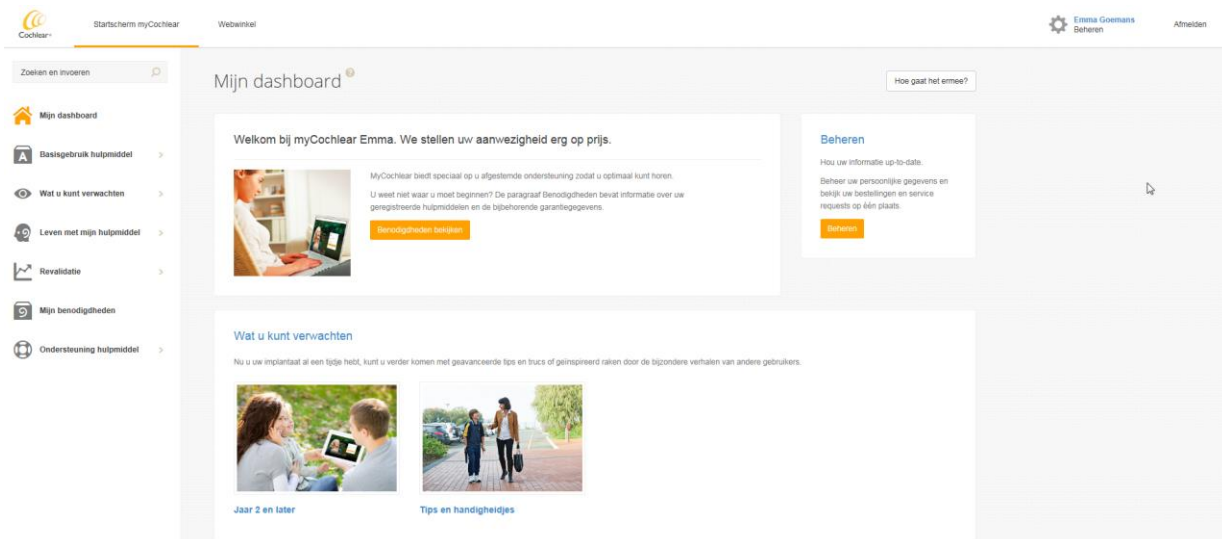 Cochlear™
Startscherm myCochlear
Webwinkel
Emma Goemans
Beheren
Afmelden
Zoeken en invoeren
Mijn dashboard
Basisgebruik hulpmiddel
Wat u kunt verwachten
Leven met mijn hulpmiddel
Revalidatie
Mijn benodigdheden
Ondersteuning hulpmiddel
Mijn dashboard ?
Hoe gaat het ermee?
Welkom bij myCochlear Emma. We stellen uw aanwezigheid erg op prijs.
MyCochlear biedt speciaal op u afgestemde ondersteuning zodat u optimaal kunt horen.
U weet niet waar u moet beginnen? De paragraaf Benodigdheden bevat informatie over uw
geregistreerde hulpmiddelen en de bijbehorende garantiegegevens.
Benodigdheden bekijken
Beheren
Hou uw informatie up-to-date.
Beheer uw persoonlijke gegevens en
bekijk uw bestellingen en service
requests op één plaats.
Beheren
Wat u kunt verwachten
Nu u uw implantaat al een tijdje hebt, kunt u verder komen met geavanceerde tips en trucs of geïnspireerd raken door de bijzondere verhalen van andere gebruikers.
Jaar 2 en later
Tips en handigheidjes